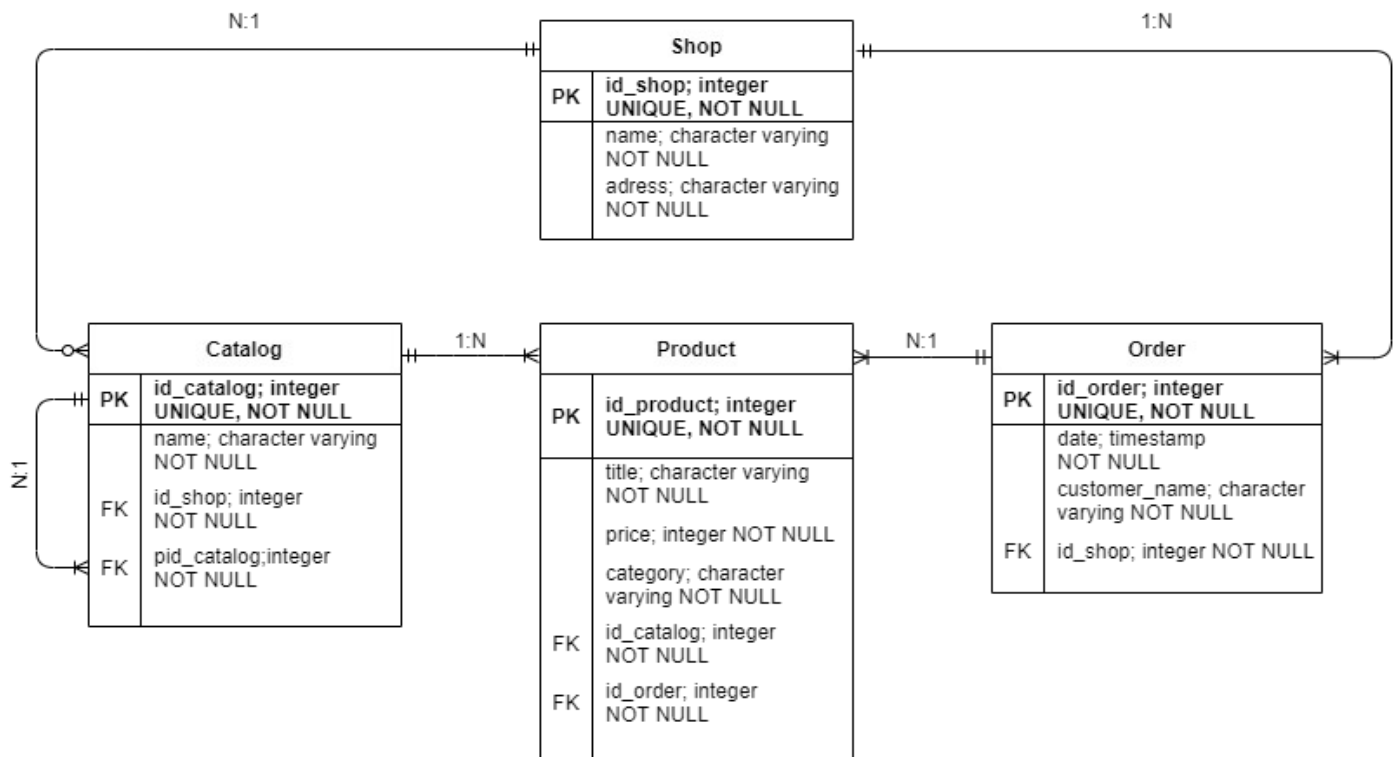 N:1
1:N
Shop
PK
id_shop; integer
UNIQUE, NOT NULL
name; character varying
NOT NULL
adress; character varying
NOT NULL
Catalog
PK
id_catalog; integer
UNIQUE, NOT NULL
name; character varying
NOT NULL
FK
id_shop; integer
NOT NULL
FK
pid_catalog;integer
NOT NULL
N:1
1:N
Product
PK
id_product; integer
UNIQUE, NOT NULL
title; character varying
NOT NULL
price; integer NOT NULL
category; character
varying NOT NULL
FK
id_catalog; integer
NOT NULL
FK
id_order; integer
NOT NULL
N:1
Order
PK
id_order; integer
UNIQUE, NOT NULL
date; timestamp
NOT NULL
customer_name; character
varying NOT NULL
FK
id_shop; integer NOT NULL